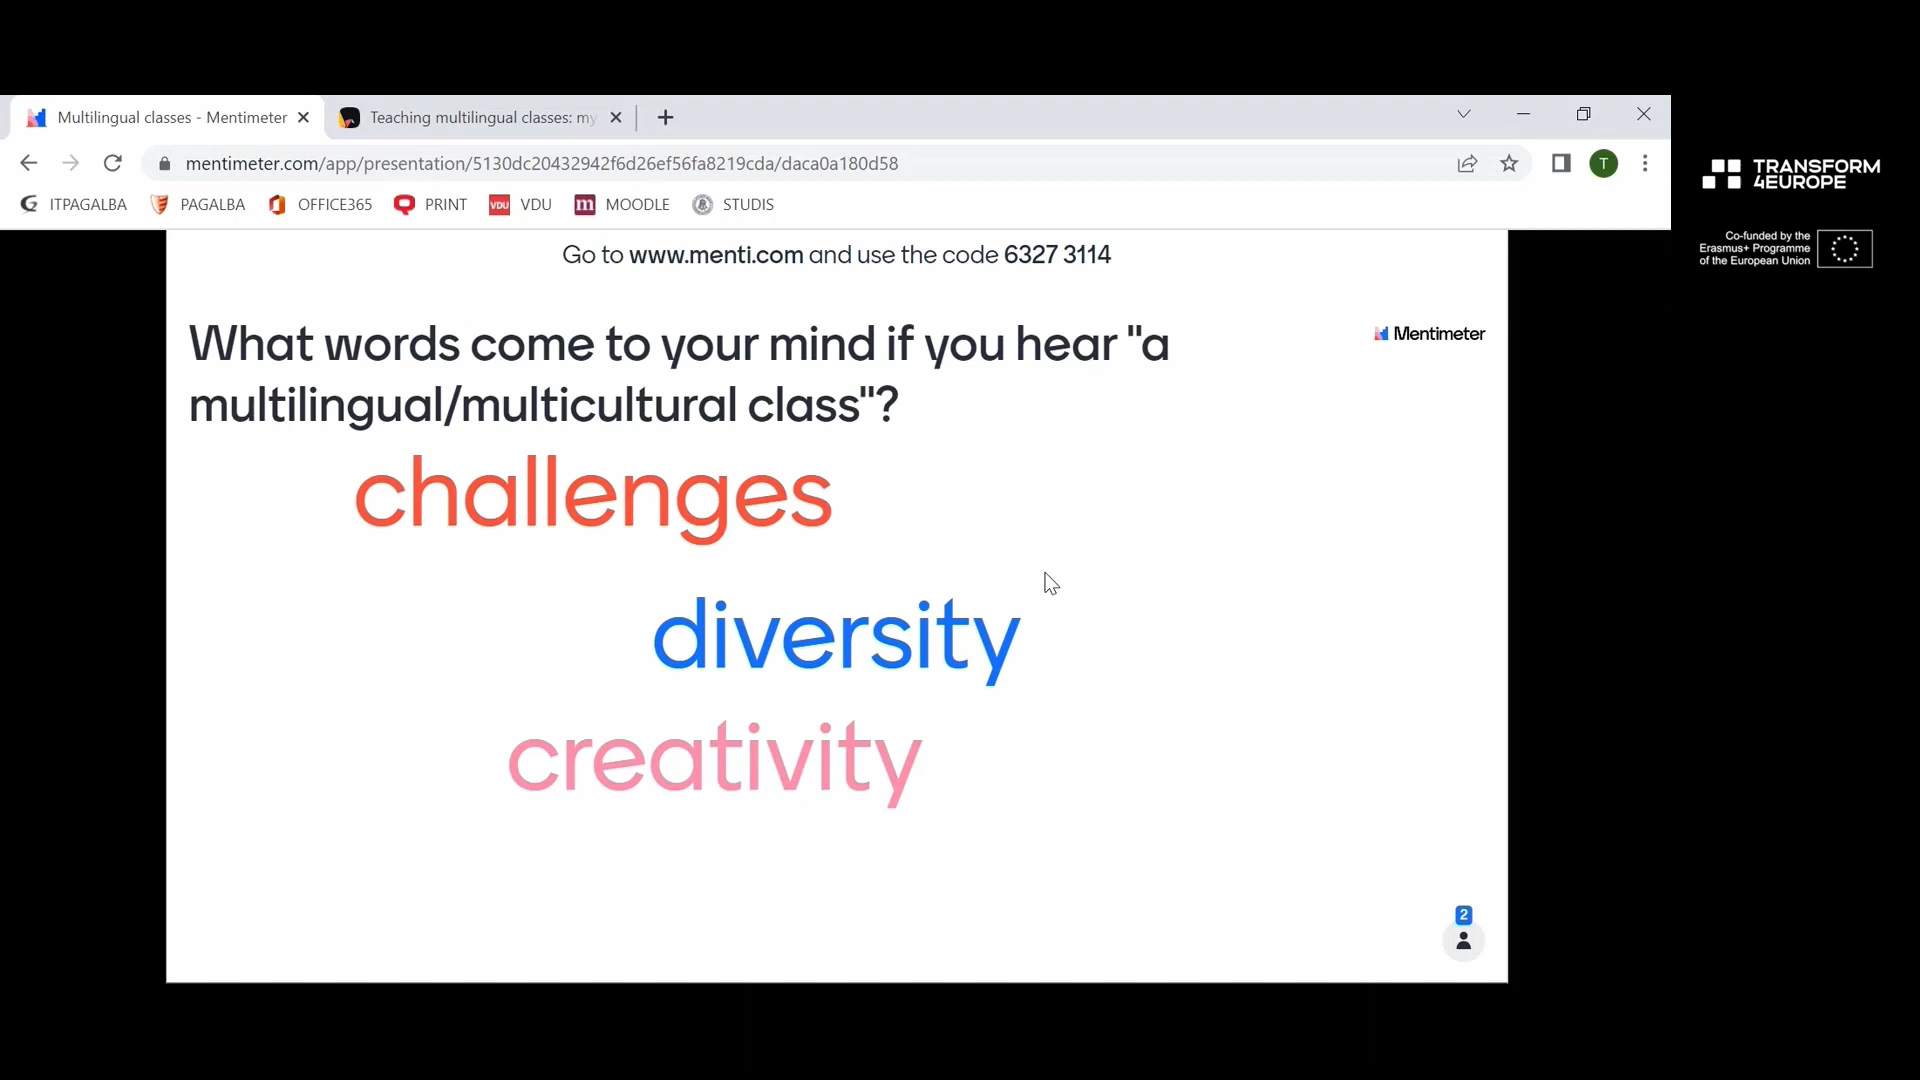 Multilingual classes - Mentimeter
Teaching multilingual classes: my
mentimeter.com/app/presentation/5130dc20432942f6d26ef56fa8219cda/daca0a180d58
T
ITPAGALBA PAGALBA OFFICE365 PRINT VDU VDU m MOODLE STUDIS
TRANSFORM
4EUROPE
Co-funded by the
Erasmus+ Programme
of the European Union
Go to www.menti.com and use the code 6327 3114
What words come to your mind if you hear "a
multilingual/multicultural class"?
Mentimeter
challenges
diversity
creativity
2